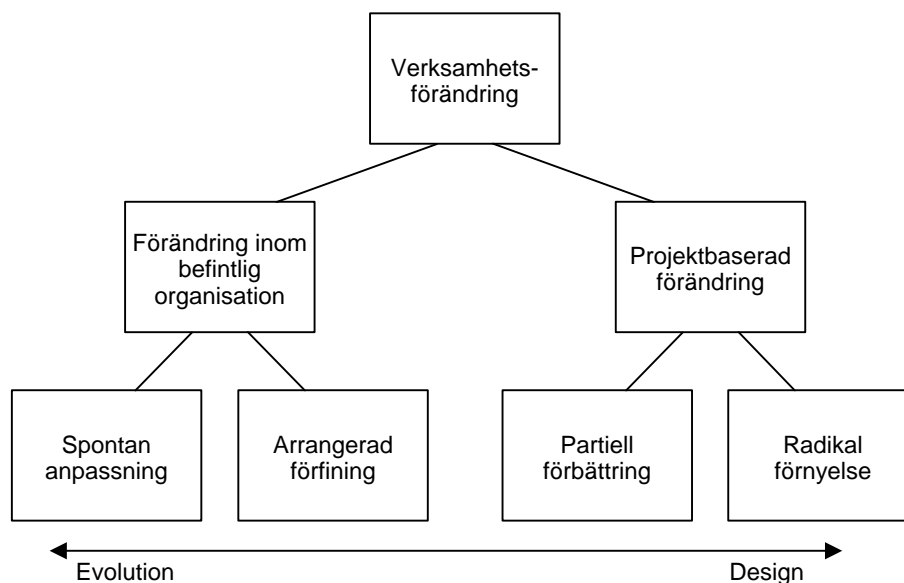 Verksamhets-
förändring
Förändring inom
befintlig
organisation
Projektbaserad
förändring
Spontan
anpassning
Arrangerad
förfining
Partiell
förbättring
Radikal
förnyelse
Evolution
Design